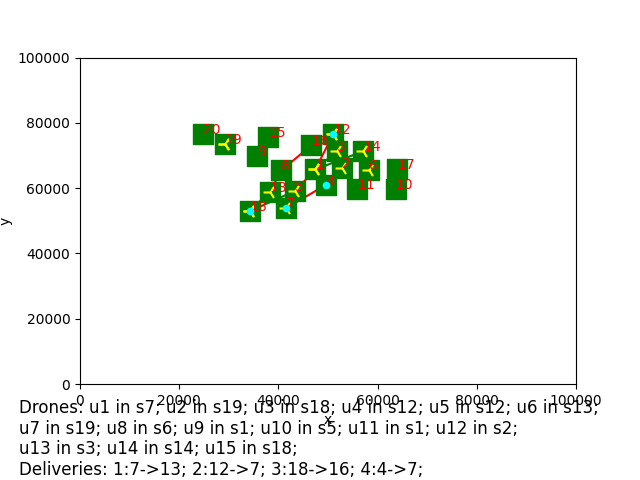 100000
80000
60000
40000
20000
0
y
20
19
15
12
14
17
10
11
13
18
0 20000 40000 60000 80000 100000
x
Drones: u1 in s7; u2 in s19; u3 in s18; u4 in s12; u5 in s12; u6 in s13;
u7 in s19; u8 in s6; u9 in s1; u10 in s5; u11 in s1; u12 in s2;
u13 in s3; u14 in s14; u15 in s18;
Deliveries: 1:7->13; 2:12->7; 3:18->16; 4:4->7;